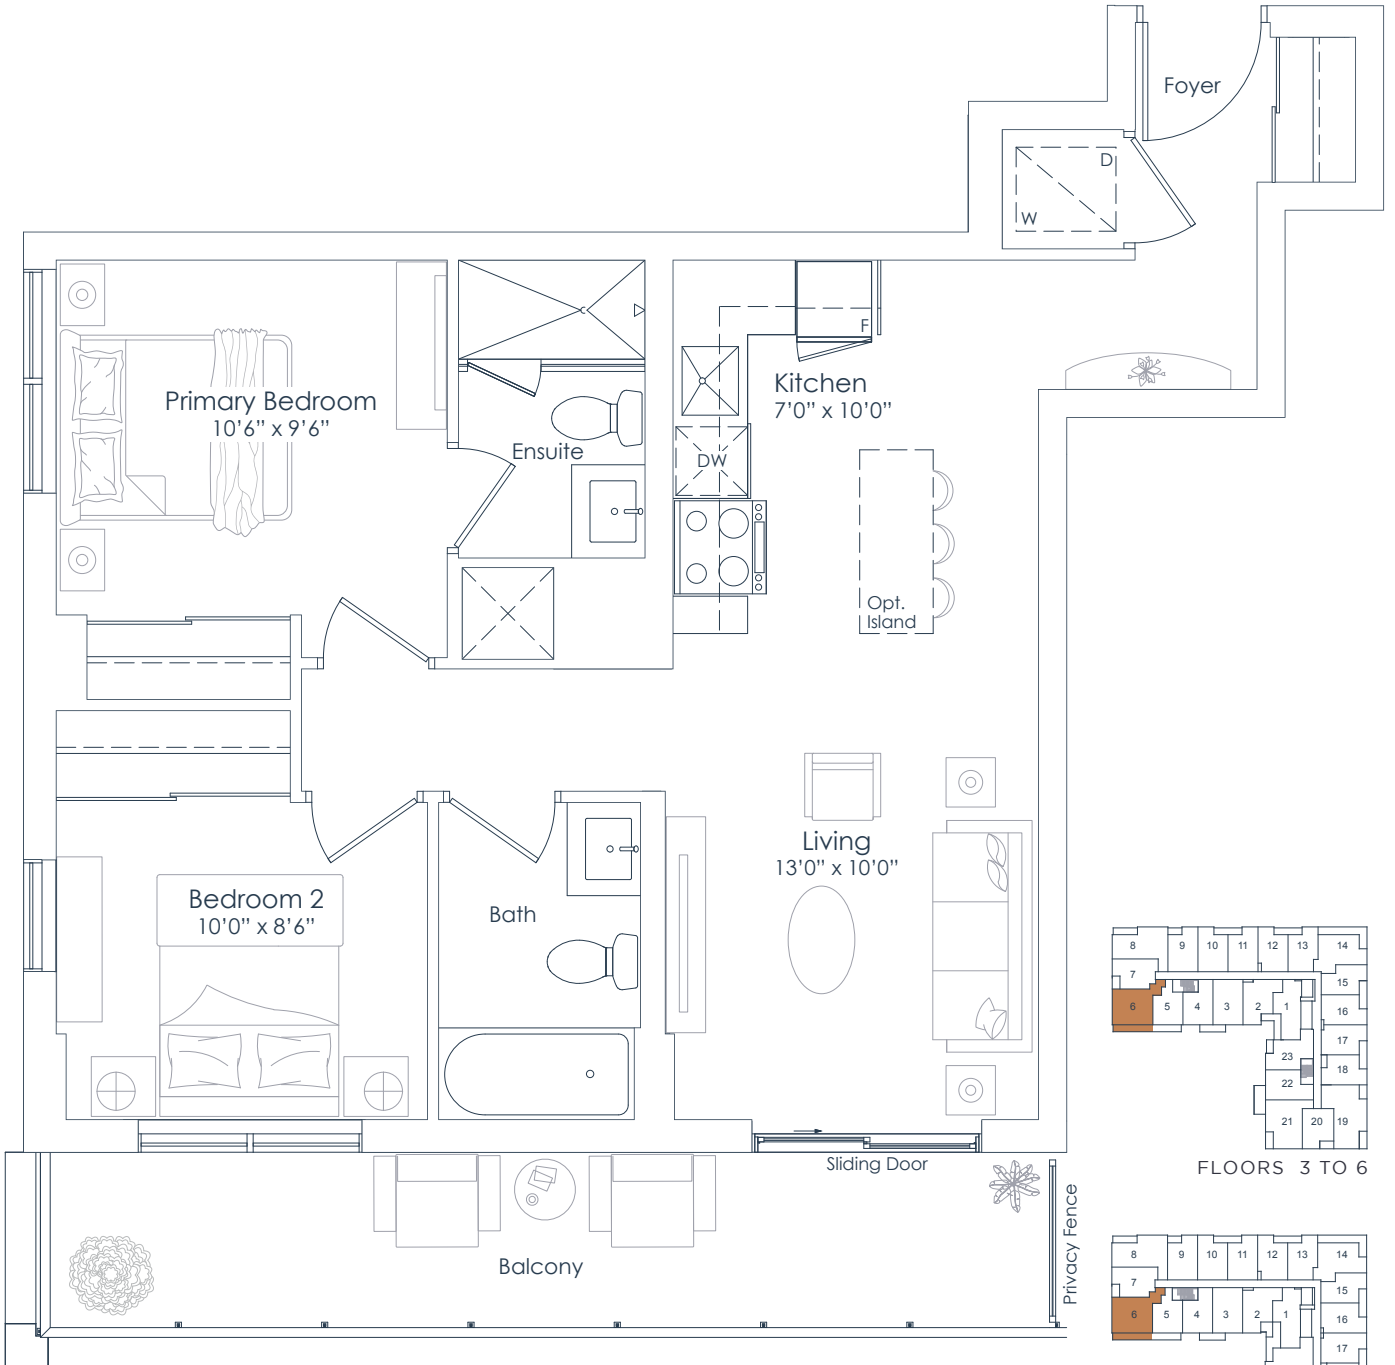 Foyer
D
W
F
Kitchen
7'0" x 10'0"
Primary Bedroom
10'6" x 9'6"
Ensuite
DW
Opt.
Island
Living
13'0" x 10'0"
Bedroom 2
10'0" x 8'6"
Bath
Sliding Door
Privacy Fence
Balcony
8 9 10 11 12 13 14
7 15
6 5 4 3 2 1 16
17
23 18
22
21 20 19
FLOORS 3 TO 6
8 9 10 11 12 13 14
7 15
6 5 4 3 2 1 16
17